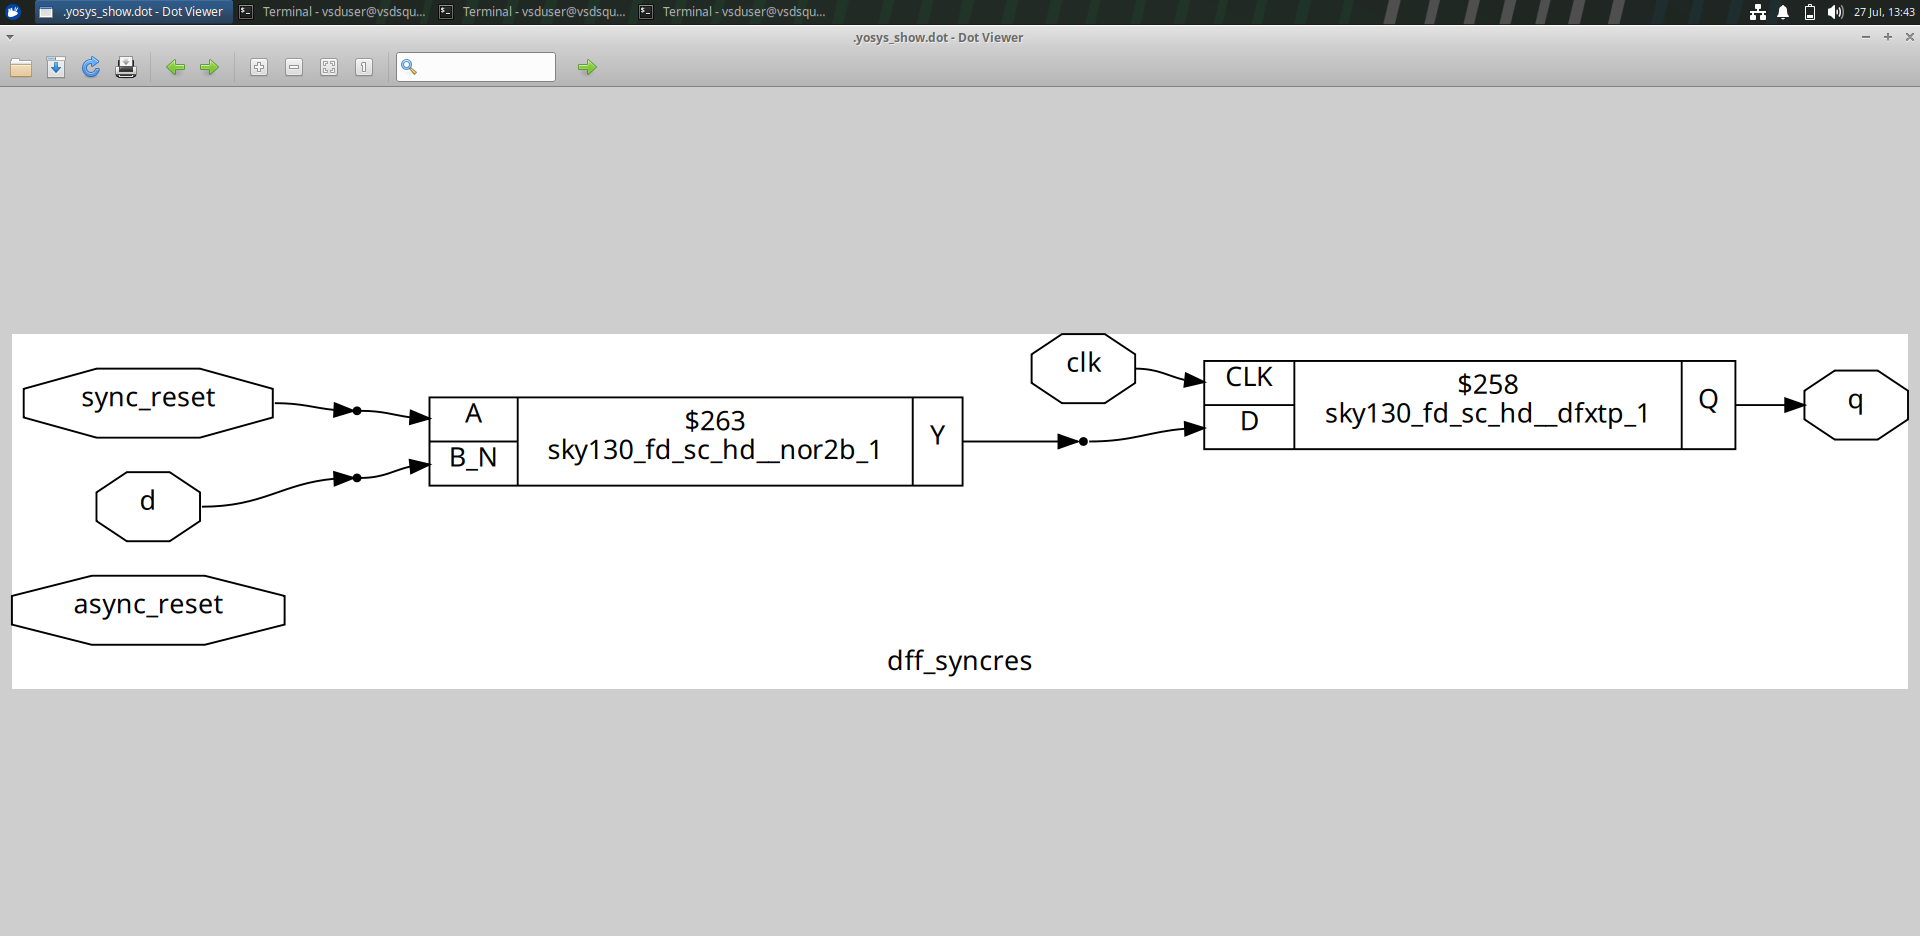 .yosys_show.dot - Dot Viewer
Terminal - vsduser@vsdsqu...
Terminal - vsduser@vsdsqu...
Terminal - vsduser@vsdsqu...
27 Jul, 13:43
.yosys_show.dot - Dot Viewer
1
clk
sync_reset
CLK
$258
A
$263
sky130_fd_sc_hd__dfxtp_1
Q
q
D
Y
sky130_fd_sc_hd__nor2b_1
B_N
d
async_reset
dff_syncres